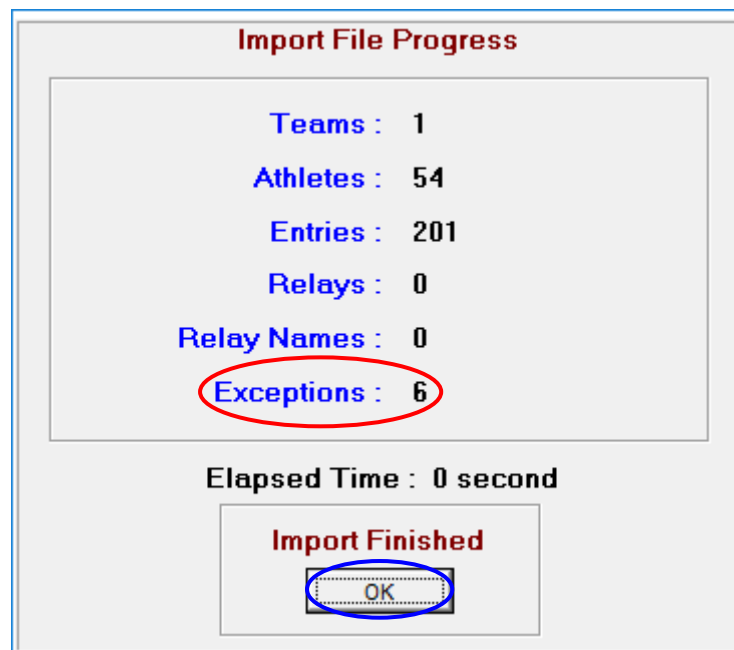 Import File Progress
Teams : 1
Athletes : 54
Entries : 201
Relays : 0
Relay Names : 0
Exceptions : 6
Elapsed Time : 0 second
Import Finished
OK